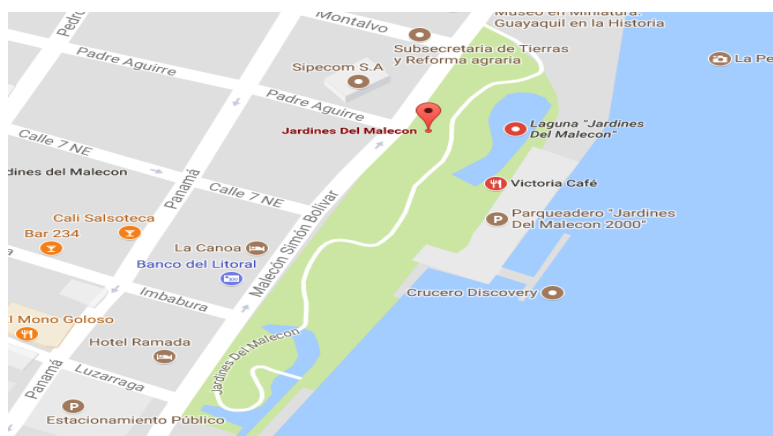 Museo en Miniatura:
Guayaquil en la Historia
Montalvo
Subsecretaria de Tierras
y Reforma agraria
Padre Aguirre
Sipecom S.A
La Pe
Padre Aguirre
Jardines Del Malecon
Laguna "Jardines
Del Malecon"
Calle 7 NE
dines del Malecon
Panamá
Calle 7 NE
Victoria Café
Malecón Simón Bolívar
Cali Salsoteca
Bar 234
Parqueadero "Jardines
Del Malecon 2000"
La Canoa
Banco del Litoral
Imbabura
Crucero Discovery
El Mono Goloso
Hotel Ramada
Jardines Del Malecon
Luzarraga
Panamá
Estacionamiento Público